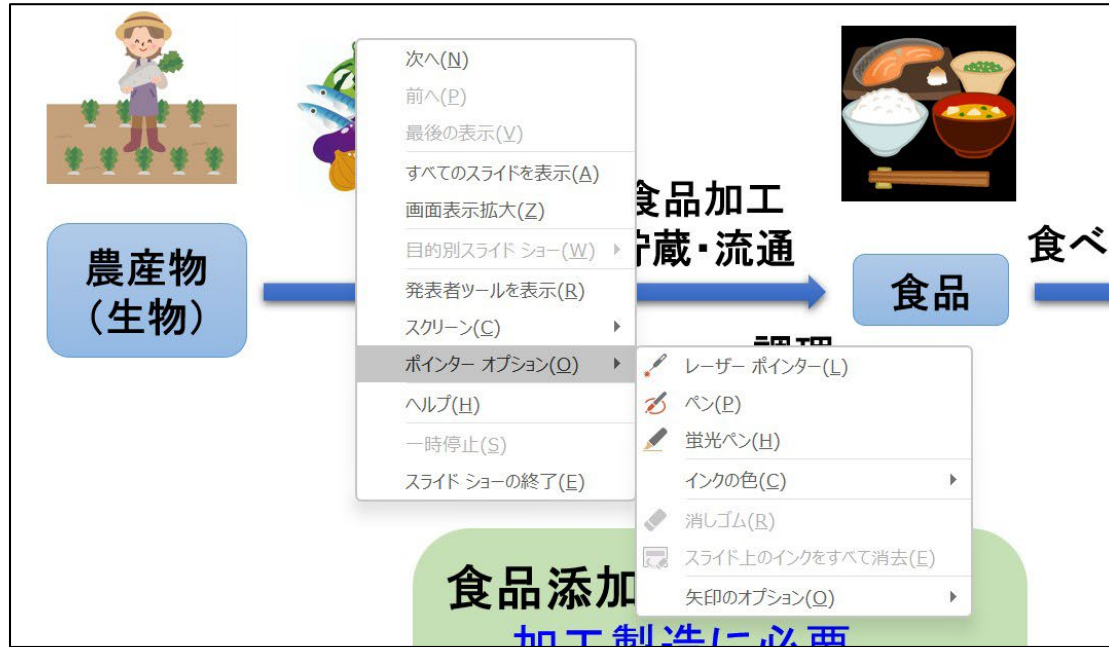 次へ(N)
前へ(P)
最後の表示(V)
すべてのスライドを表示(A)
画面表示拡大(Z)
目的別スライド ショー(W)
発表者ツールを表示(R)
スクリーン(C)
ポインター オプション(O)
ヘルプ(H)
一時停止(S)
スライド ショーの終了(E)
レーザー ポインター(L)
ペン(P)
蛍光ペン(H)
インクの色(C)
消しゴム(R)
スライド上のインクをすべて消去(E)
矢印のオプション(O)
農産物
(生物)
食品加工
貯蔵・流通
調理
食品
食べ
食品添加
加工製造に必要